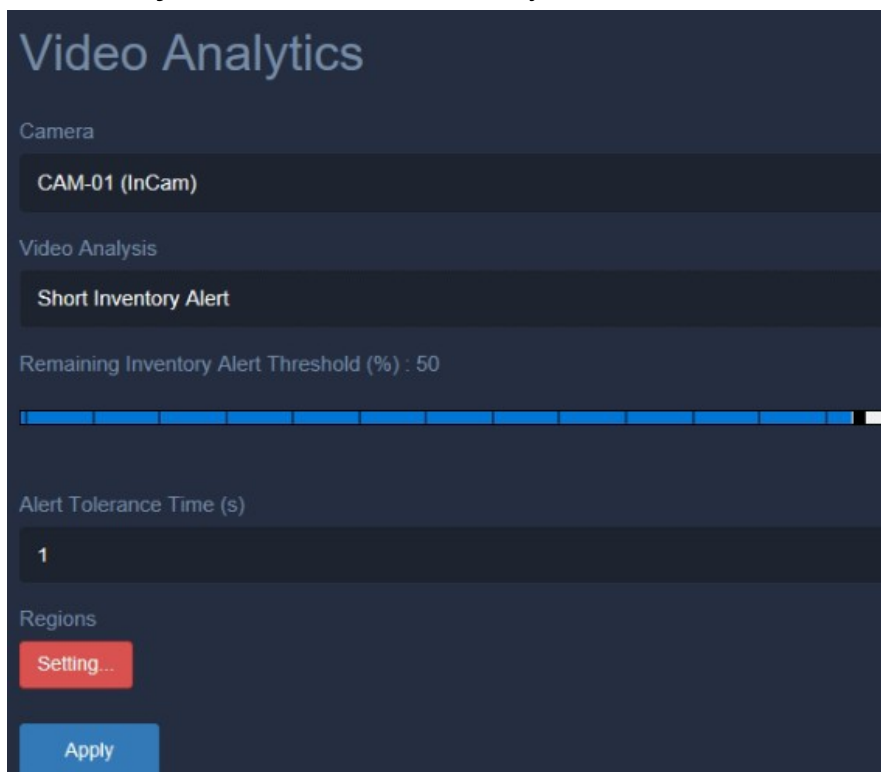 Video Analytics
Camera
CAM-01 (InCam)
Video Analysis
Short Inventory Alert
Remaining Inventory Alert Threshold (%) : 50
Alert Tolerance Time (s)
1
Regions
Setting...
Apply